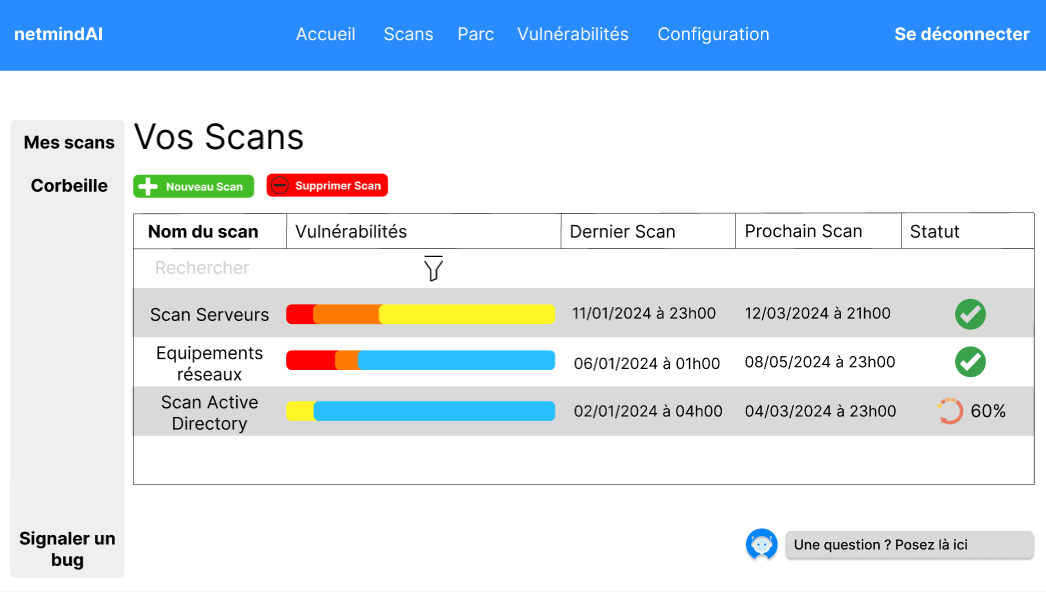 netmindAI Accueil Scans Parc Vulnérabilités Configuration Se déconnecter
Mes scans
Corbeille
Vos Scans
Nouveau Scan Supprimer Scan
Nom du scan Vulnérabilités Dernier Scan Prochain Scan Statut
Rechercher
Scan Serveurs 11/01/2024 à 23h00 12/03/2024 à 21h00
Equipements
réseaux 06/01/2024 à 01h00 08/05/2024 à 23h00
Scan Active
Directory 02/01/2024 à 04h00 04/03/2024 à 23h00 60%
Signaler un
bug
Une question ? Posez là ici